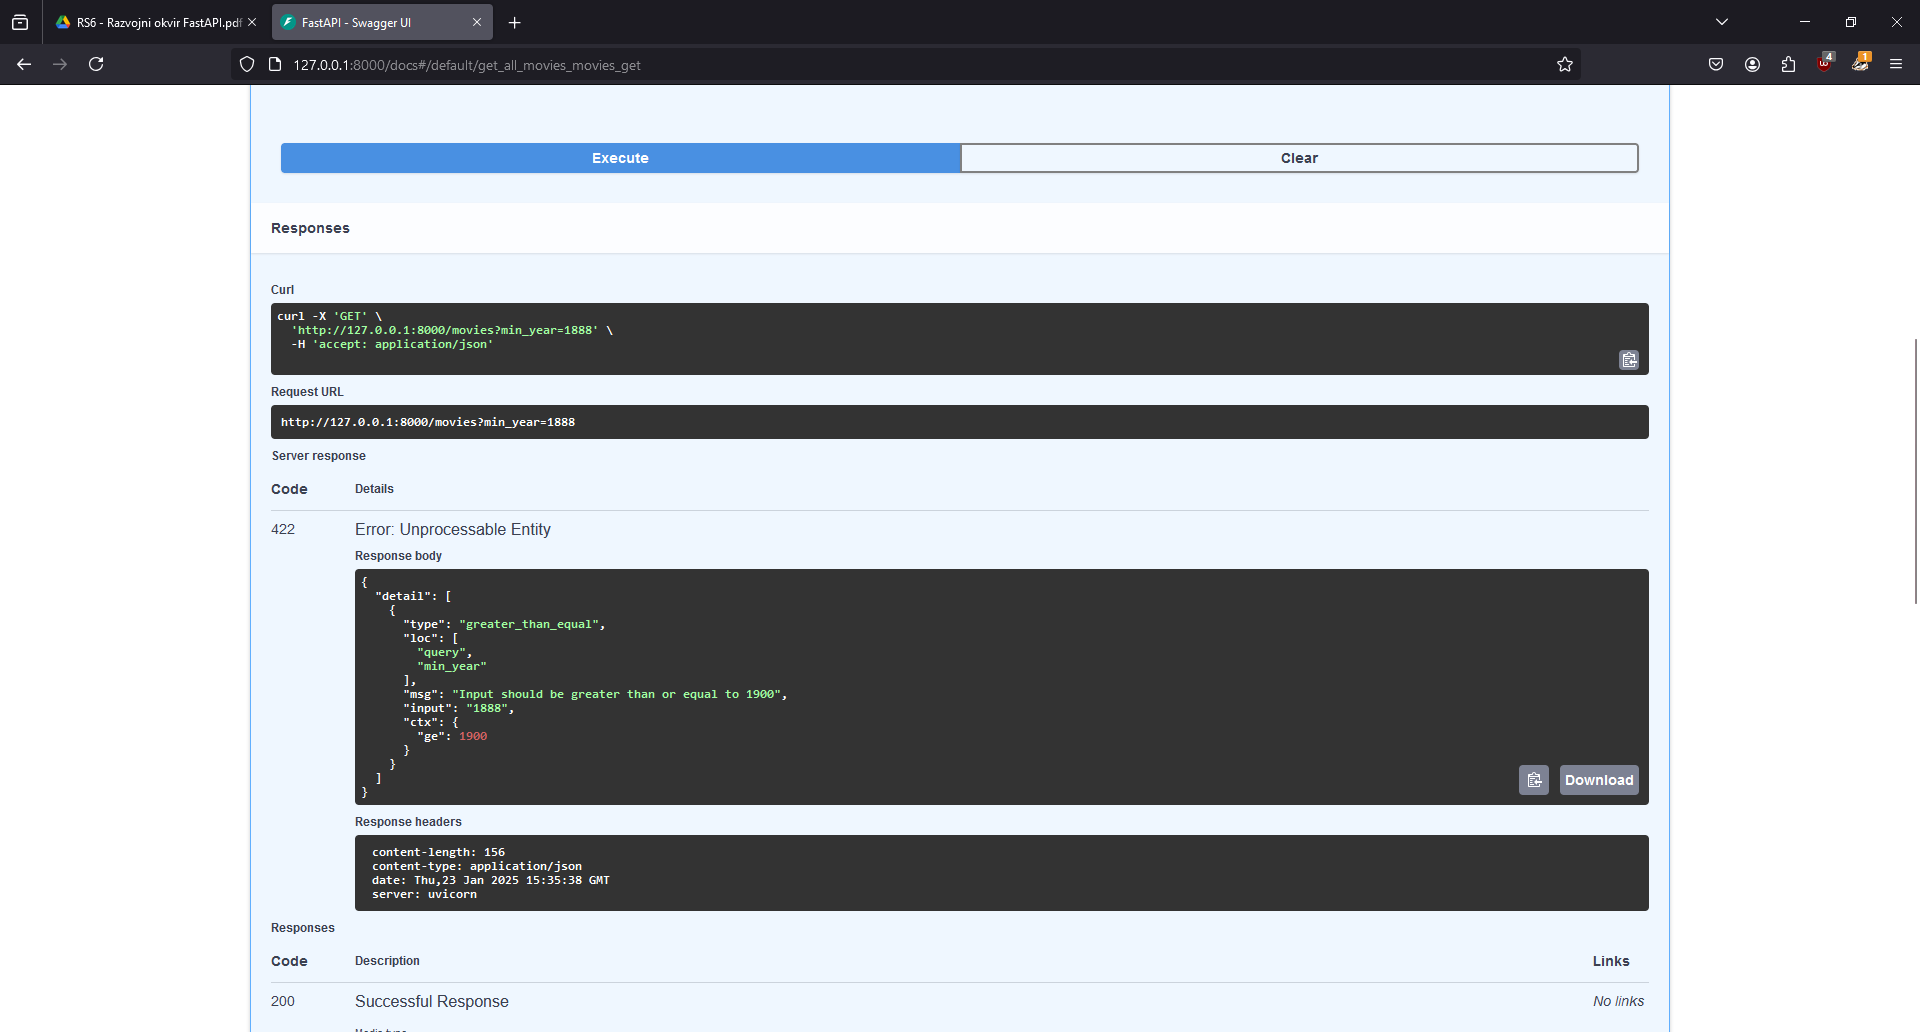 RS6 - Razvojni okvir FastAPI.pdf
FastAPI - Swagger UI
127.0.0.1:8000/docs#/default/get_all_movies_movies_get
4
1
Execute
Clear
Responses
Curl
curl -X 'GET' \
'http://127.0.0.1:8000/movies?min_year=1888' \
-H 'accept: application/json'
Request URL
http://127.0.0.1:8000/movies?min_year=1888
Server response
Code Details
422 Error: Unprocessable Entity
Response body
{
"detail": [
{
"type": "greater_than_equal",
"loc": [
"query",
"min_year"
],
"msg": "Input should be greater than or equal to 1900",
"input": "1888",
"ctx": {
"ge": 1900
}
}
]
}
Download
Response headers
content-length: 156
content-type: application/json
date: Thu,23 Jan 2025 15:35:38 GMT
server: uvicorn
Responses
Code Description Links
200 Successful Response No links